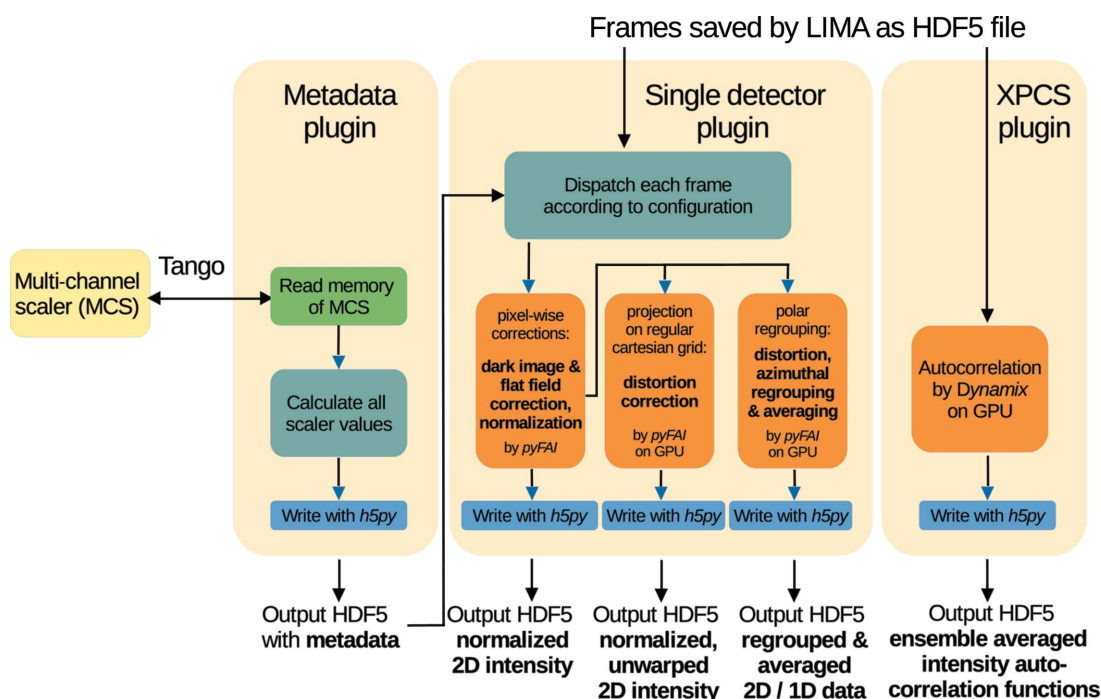 Frames saved by LIMA as HDF5 file
Metadata
plugin
Single detector
plugin
XPCS
plugin
Dispatch each frame
according to configuration
Multi-channel
scaler (MCS)
Tango
Read memory
of MCS
Calculate all
scaler values
Write with h5py
pixel-wise
corrections:
dark image &
flat field
correction,
normalization
by pyFAI
Write with h5py
projection
on regular
cartesian grid:
distortion
correction
by pyFAI
on GPU
Write with h5py
polar
regrouping:
distortion,
azimuthal
regrouping
& averaging
by pyFAI
on GPU
Write with h5py
Autocorrelation
by Dynamix
on GPU
Write with h5py
Output HDF5
with metadata
Output HDF5
normalized
2D intensity
Output HDF5
normalized,
unwarped
2D intensity
Output HDF5
regrouped &
averaged
2D / 1D data
Output HDF5
ensemble averaged
intensity auto-
correlation functions